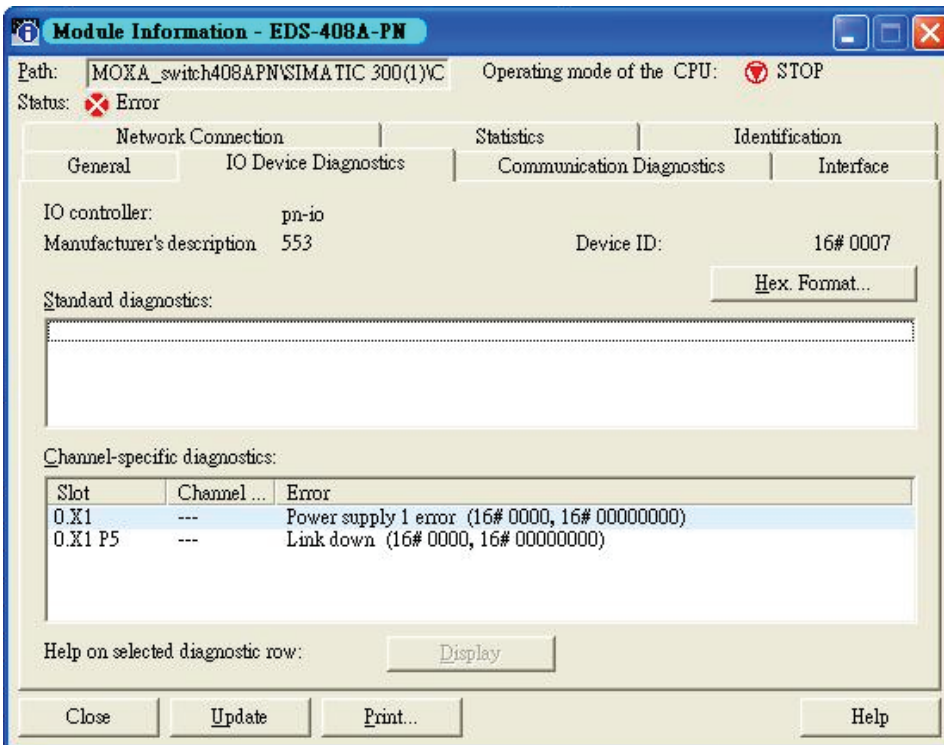 Module Information - EDS-408A-PN
Path: MOXA_switch408APN\SIMATIC 300(1)\C Operating mode of the CPU: STOP
Status: Error
Network Connection Statistics Identification
General IO Device Diagnostics Communication Diagnostics Interface
IO controller: pn-io
Manufacturer's description 553 Device ID: 16# 0007
Hex. Format...
Standard diagnostics:
Channel-specific diagnostics:
Slot Channel ... Error
0.X1 --- Power supply 1 error (16# 0000, 16# 00000000)
0.X1 P5 --- Link down (16# 0000, 16# 00000000)
Help on selected diagnostic row: Display
Close Update Print... Help